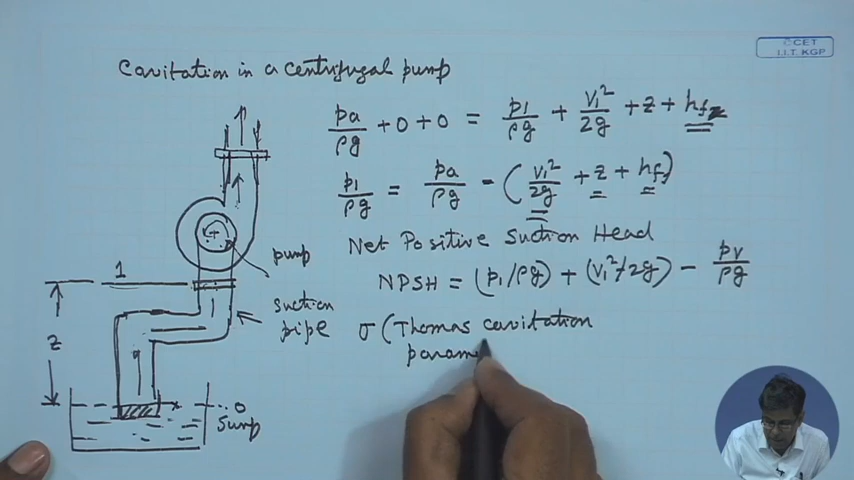 ©CET
I.I.T. KGP
Cavitation in a centrifugal pump
pa/ρg + 0 + 0 = p1/ρg + V1²/2g + z + hf
p1/ρg = pa/ρg - (V1²/2g + z + hf)
Net Positive Suction Head
NPSH = (p1/ρg) + (V1²/2g) - pv/ρg
σ (Thomas cavitation
param
pump
1
suction
pipe
z
0
Sump